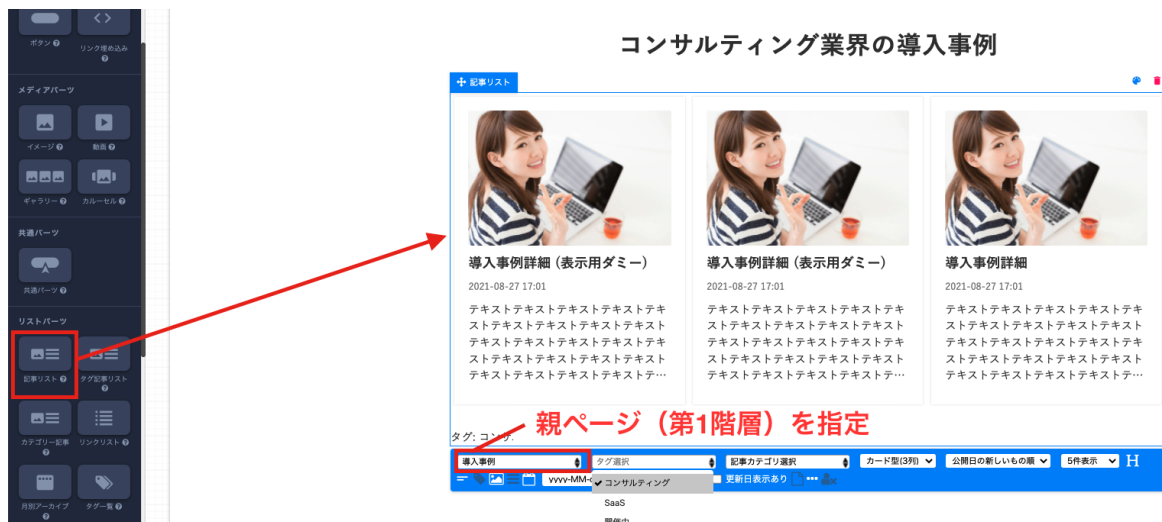 ボタン
リンク埋め込み
メディアパーツ
イメージ
動画
ギャラリー
カルーセル
共通パーツ
共通パーツ
リストパーツ
記事リスト
タグ記事リスト
カテゴリー記事
リンクリスト
月別アーカイブ
タグ一覧
コンサルティング業界の導入事例
記事リスト
導入事例詳細（表示用ダミー）
2021-08-27 17:01
テキストテキストテキストテキストテキ
ストテキストテキストテキストテキスト
テキストテキストテキストテキストテキ
ストテキストテキストテキストテキスト
テキストテキストテキストテキストテ…
導入事例詳細（表示用ダミー）
2021-08-27 17:01
テキストテキストテキストテキストテキ
ストテキストテキストテキストテキスト
テキストテキストテキストテキストテキ
ストテキストテキストテキストテキスト
テキストテキストテキストテキストテ…
導入事例詳細
2021-08-27 17:01
テキストテキストテキストテキストテキ
ストテキストテキストテキストテキスト
テキストテキストテキストテキストテキ
ストテキストテキストテキストテキスト
テキストテキストテキストテキストテ…
親ページ（第1階層）を指定
タグ: コンサ
導入事例 タグ選択 記事カテゴリ選択 カード型(3列) 公開日の新しいもの順 5件表示 H
yyyy-MM- ✔コンサルティング 更新日表示あり
SaaS